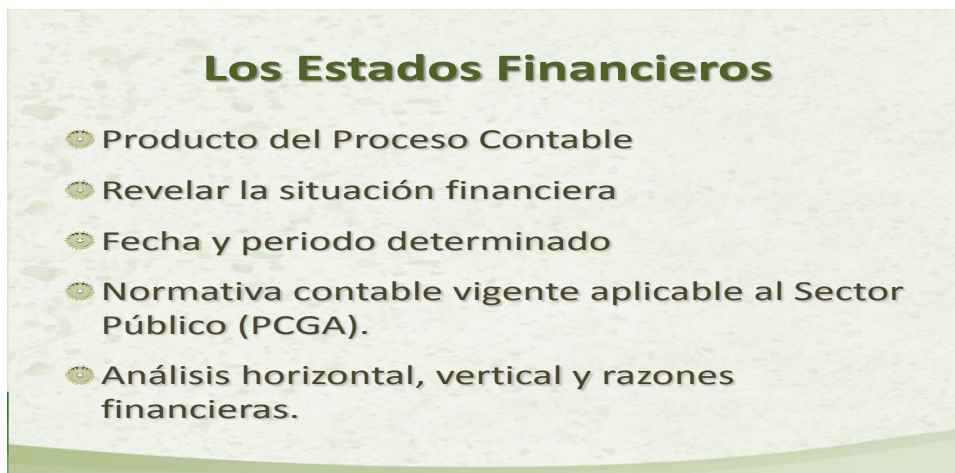 Los Estados Financieros
Producto del Proceso Contable
Revelar la situación financiera
Fecha y periodo determinado
Normativa contable vigente aplicable al Sector
Público (PCGA).
Análisis horizontal, vertical y razones
financieras.